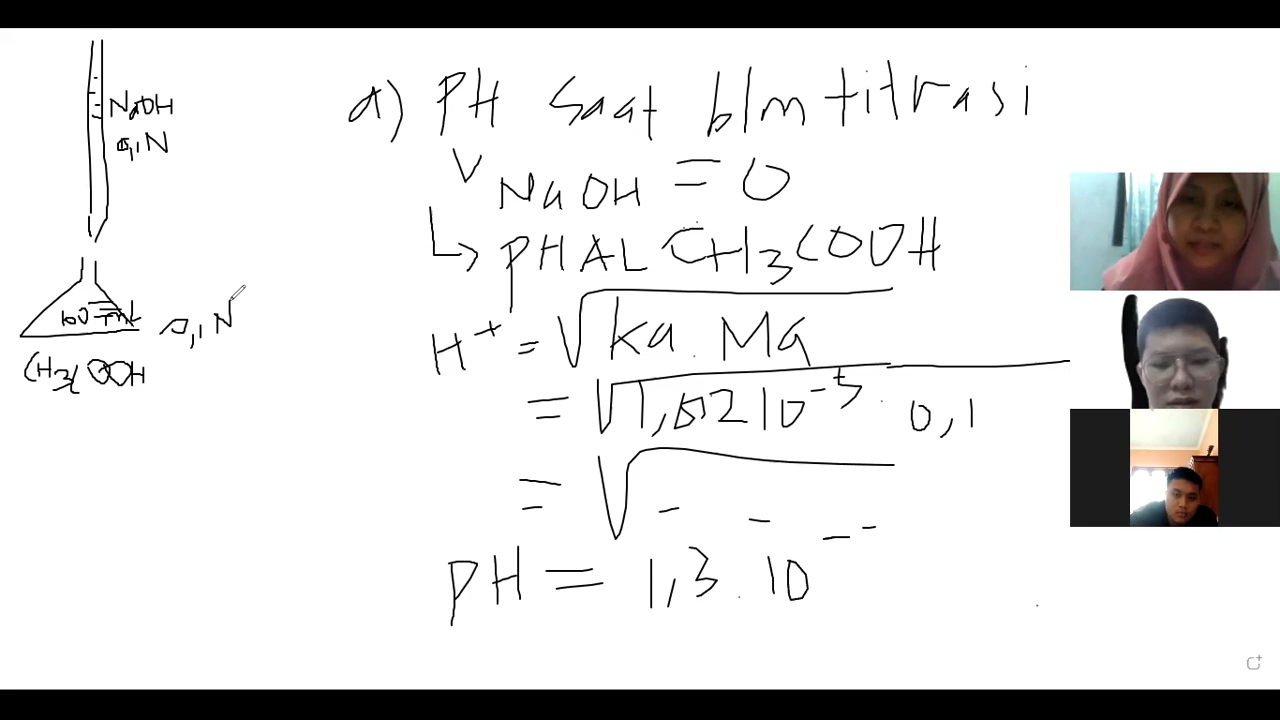 NaOH
0,1 N
100 mL
0,1 N
CH3COOH
a) PH saat blm titrasi
V NaOH = 0
↳ PH AL CH3COOH
H+ = √ka . Ma
= √1,802 10-5 . 0,1
= √ - - - -
PH = 1,3 . 10